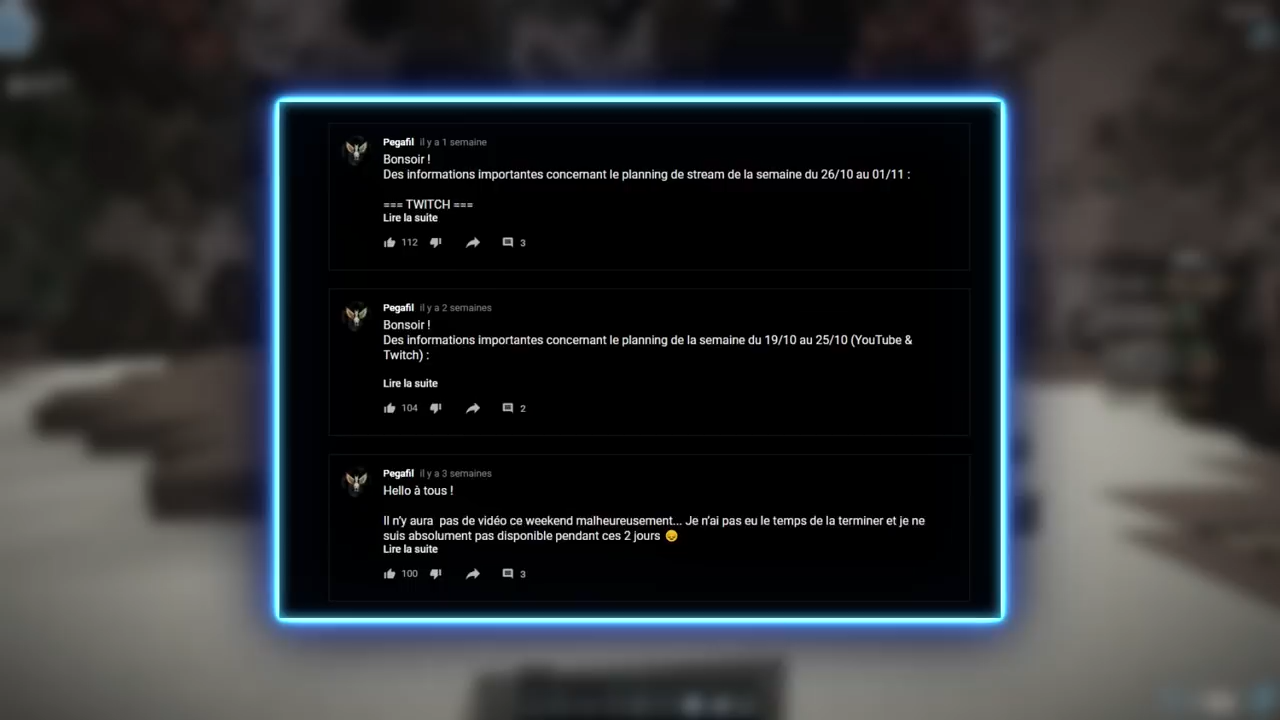 Pegafil il y a 1 semaine
Bonsoir !
Des informations importantes concernant le planning de stream de la semaine du 26/10 au 01/11 :
=== TWITCH ===
Lire la suite
112 3
Pegafil il y a 2 semaines
Bonsoir !
Des informations importantes concernant le planning de la semaine du 19/10 au 25/10 (YouTube &
Twitch) :
Lire la suite
104 2
Pegafil il y a 3 semaines
Hello à tous !
Il n'y aura pas de vidéo ce weekend malheureusement... Je n'ai pas eu le temps de la terminer et je ne
suis absolument pas disponible pendant ces 2 jours 😔
Lire la suite
100 3